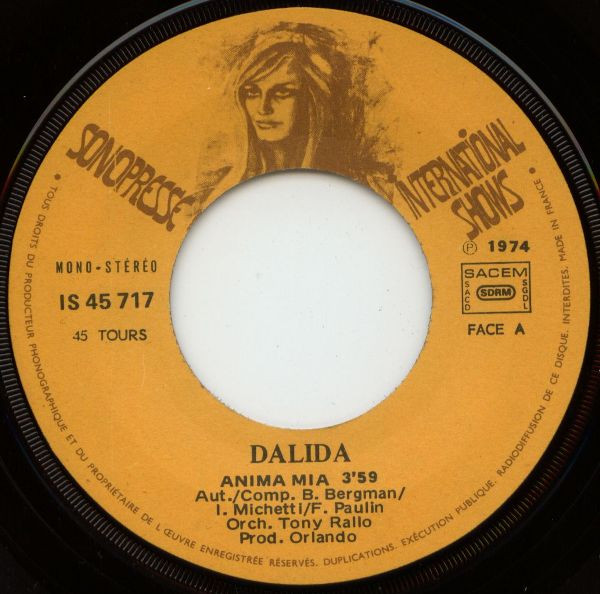 SONOPRESSE
INTERNATIONAL
SHOWS
MONO-STÉRÉO
IS 45 717
45 TOURS
℗ 1974
SACEM
SACD
SDRM
SGDL
FACE A
DALIDA
ANIMA MIA 3'59
Aut./Comp. B. Bergman/
I. Michetti/F. Paulin
Orch. Tony Rallo
Prod. Orlando
• TOUS DROITS DU PRODUCTEUR PHONOGRAPHIQUE ET DU PROPRIÉTAIRE DE L'ŒUVRE ENREGISTRÉE RÉSERVÉS. DUPLICATIONS, EXÉCUTION PUBLIQUE, RADIODIFFUSION DE CE DISQUE, INTERDITES. MADE IN FRANCE •